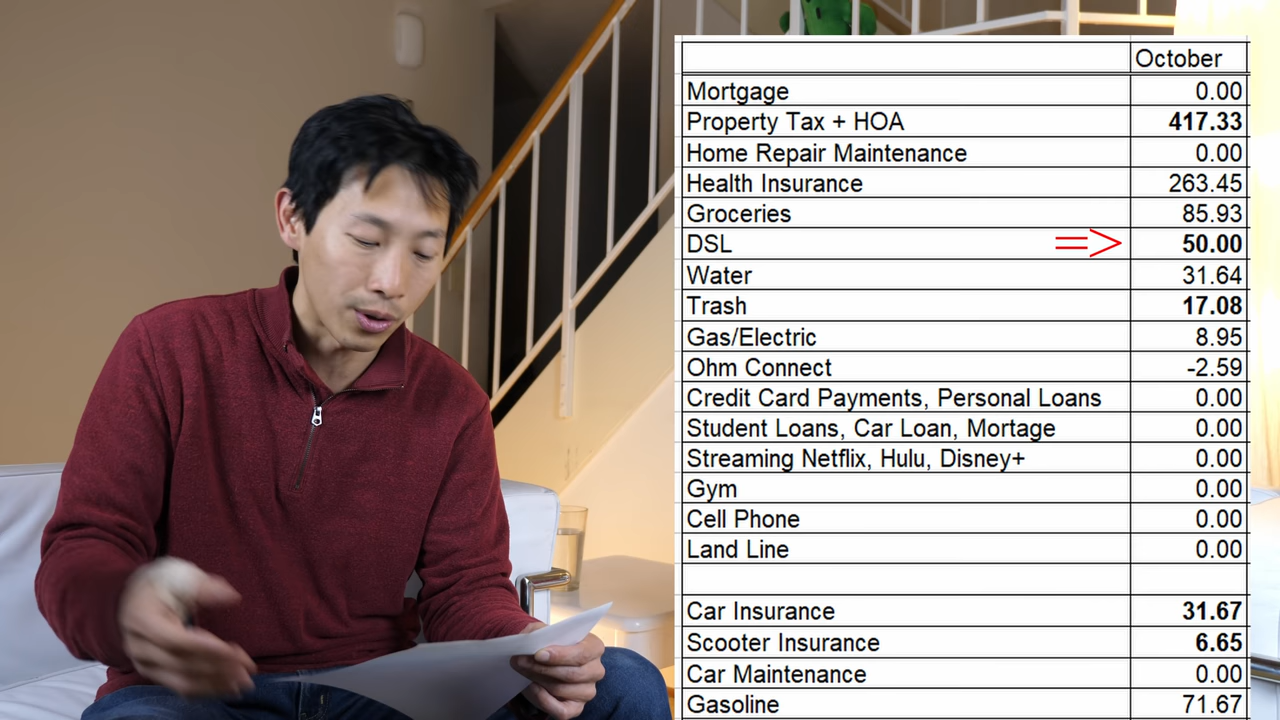 October
Mortgage 0.00
Property Tax + HOA 417.33
Home Repair Maintenance 0.00
Health Insurance 263.45
Groceries 85.93
DSL 50.00
Water 31.64
Trash 17.08
Gas/Electric 8.95
Ohm Connect -2.59
Credit Card Payments, Personal Loans 0.00
Student Loans, Car Loan, Mortage 0.00
Streaming Netflix, Hulu, Disney+ 0.00
Gym 0.00
Cell Phone 0.00
Land Line 0.00
Car Insurance 31.67
Scooter Insurance 6.65
Car Maintenance 0.00
Gasoline 71.67